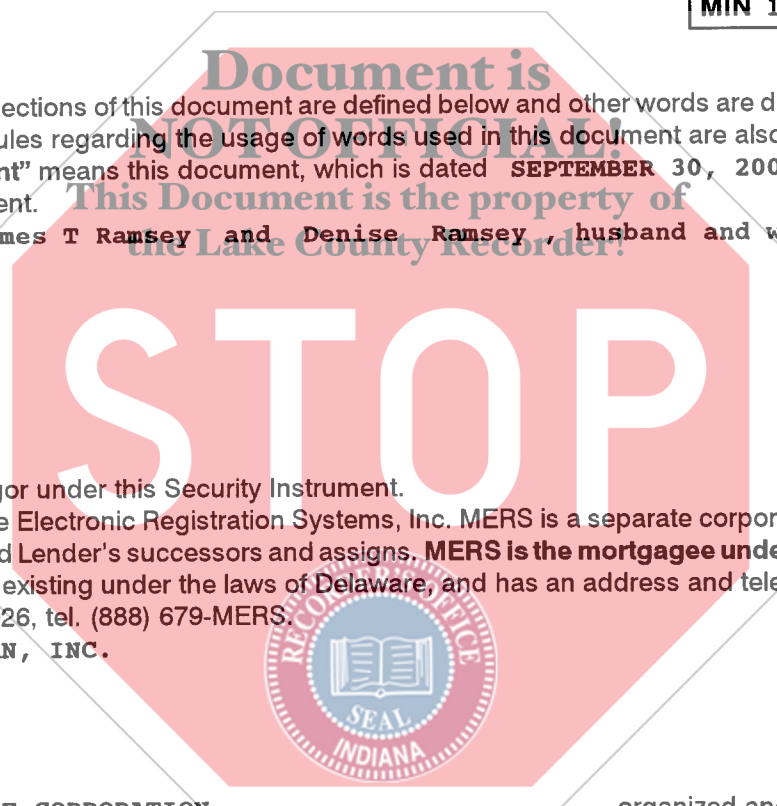 MIN 1
Document is
ections of this document are defined below and other words are d
NOT OFFICIAL!
ules regarding the usage of words used in this document are also
nt” means this document, which is dated SEPTEMBER 30, 200
ent.
This Document is the property of
mes T Ramsey and Denise Ramsey , husband and w
the Lake County Recorder!
STOP
gor under this Security Instrument.
e Electronic Registration Systems, Inc. MERS is a separate corpor
d Lender's successors and assigns. MERS is the mortgagee unde
existing under the laws of Delaware, and has an address and tele
26, tel. (888) 679-MERS.
N, INC.
RECORDER'S OFFICE
SEAL
INDIANA
CORPORATION
organized an